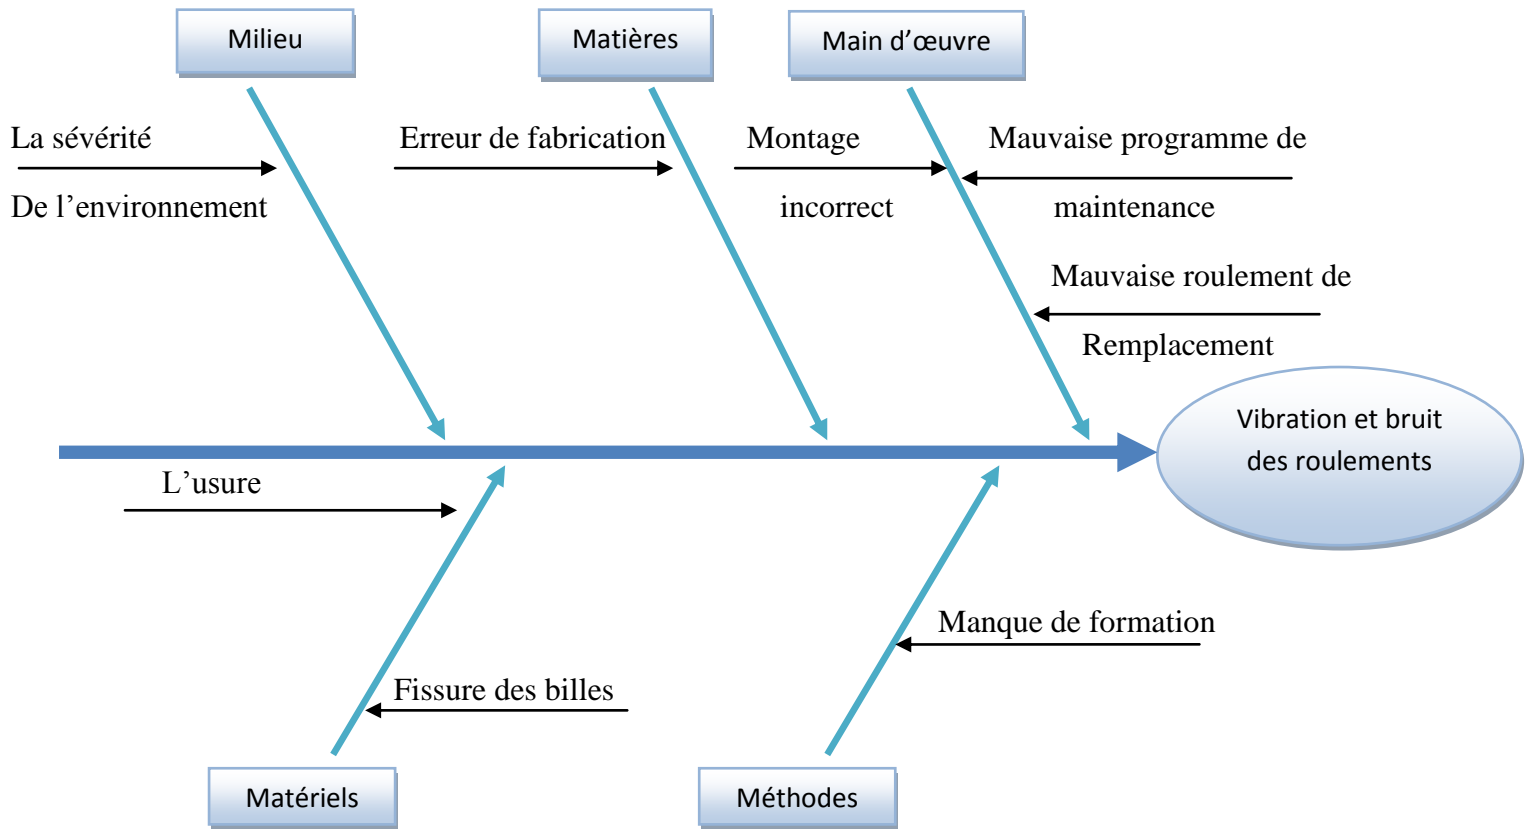 Milieu
Matières
Main d’œuvre
La sévérité
De l’environnement
Erreur de fabrication
Montage
incorrect
Mauvaise programme de
maintenance
Mauvaise roulement de
Remplacement
Vibration et bruit
des roulements
L’usure
Manque de formation
Fissure des billes
Matériels
Méthodes